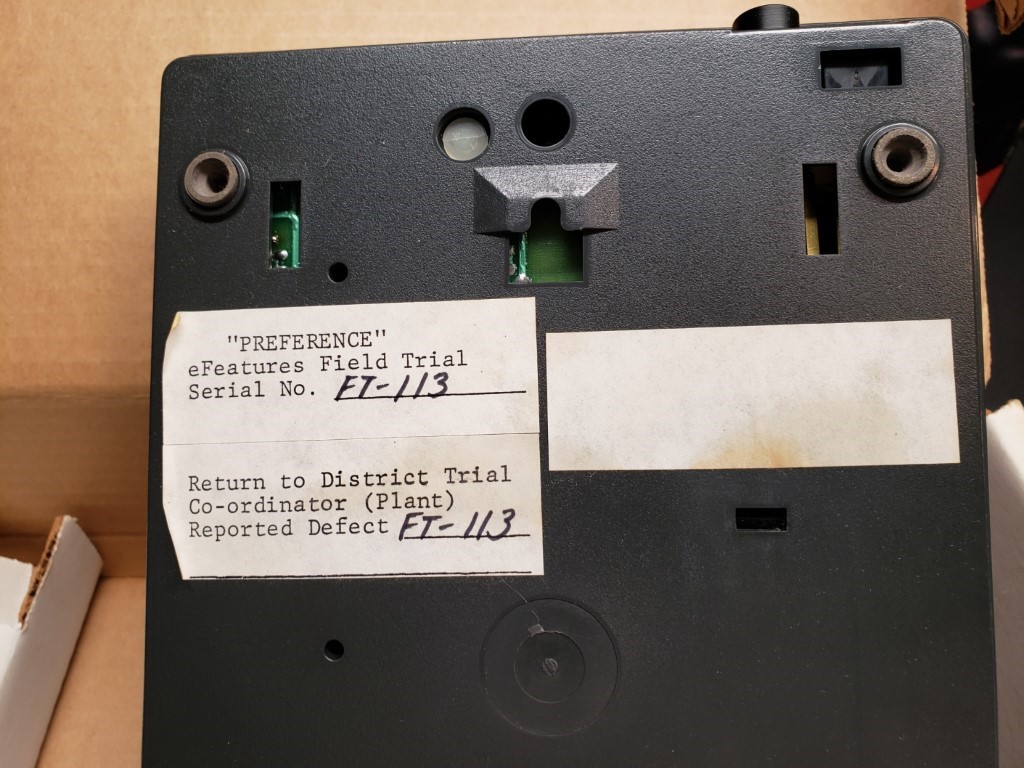 "PREFERENCE"
eFeatures Field Trial
Serial No. FT-113
Return to District Trial
Co-ordinator (Plant)
Reported Defect FT-113